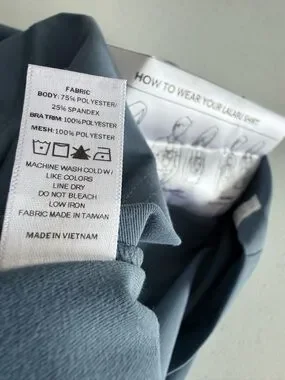 FABRIC
BODY: 75% POLYESTER/
25% SPANDEX
BRA TRIM: 100% POLYESTER
MESH: 100% POLYESTER
MACHINE WASH COLD W/
LIKE COLORS
LINE DRY
DO NOT BLEACH
LOW IRON
FABRIC MADE IN TAIWAN
MADE IN VIETNAM
HOW TO WEAR YOUR LALABU SHIRT